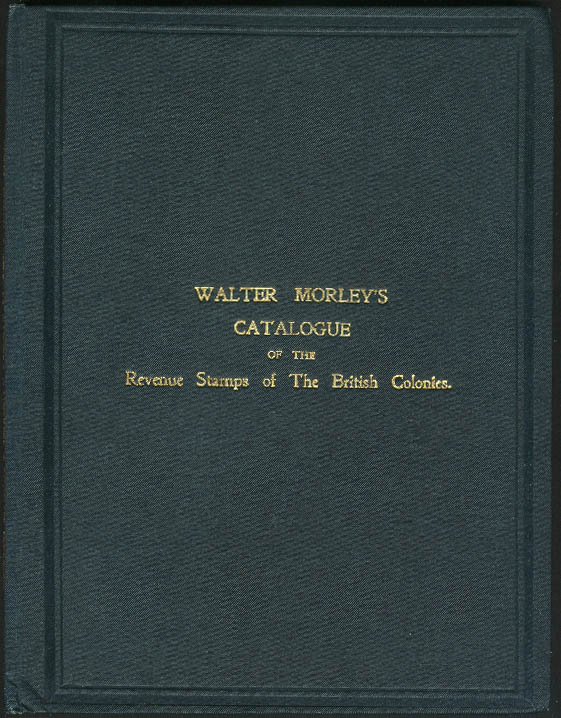 WALTER MORLEY'S
CATALOGUE
OF THE
Revenue Stamps of The British Colonies.